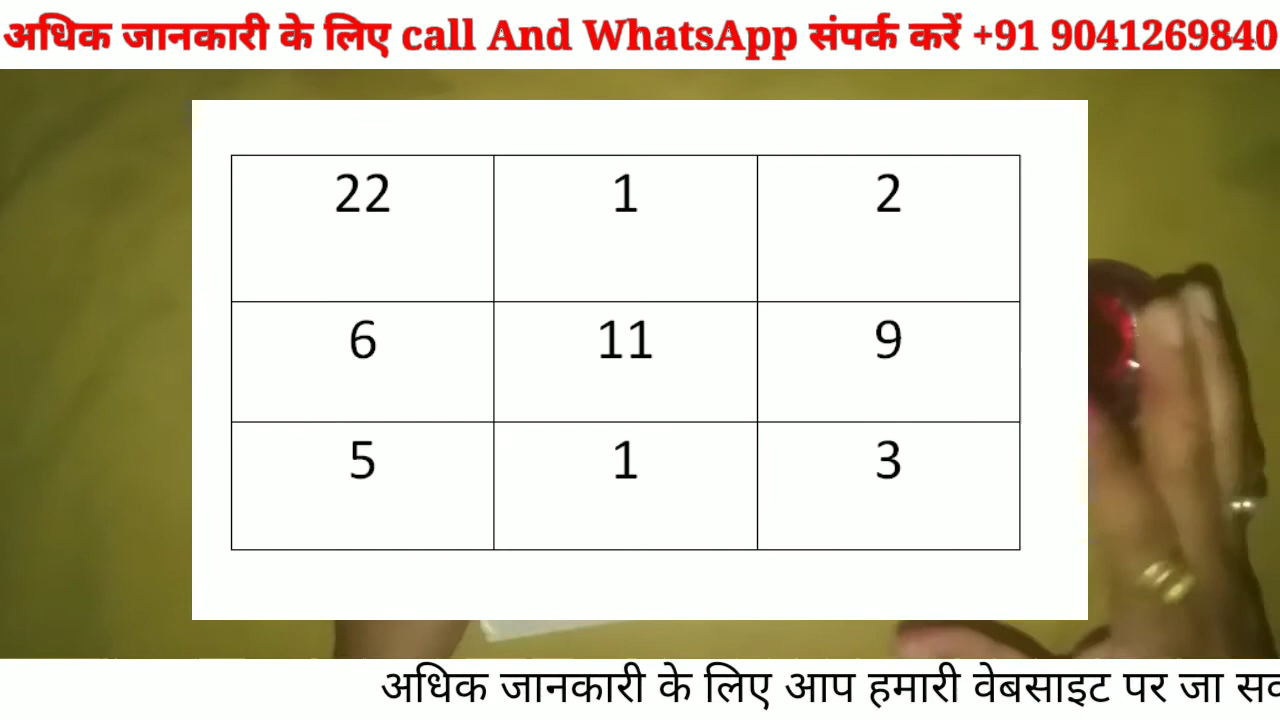 अधिक जानकारी के लिए call And WhatsApp संपर्क करें +91 9041269840
22 1 2
6 11 9
5 1 3
अधिक जानकारी के लिए आप हमारी वेबसाइट पर जा